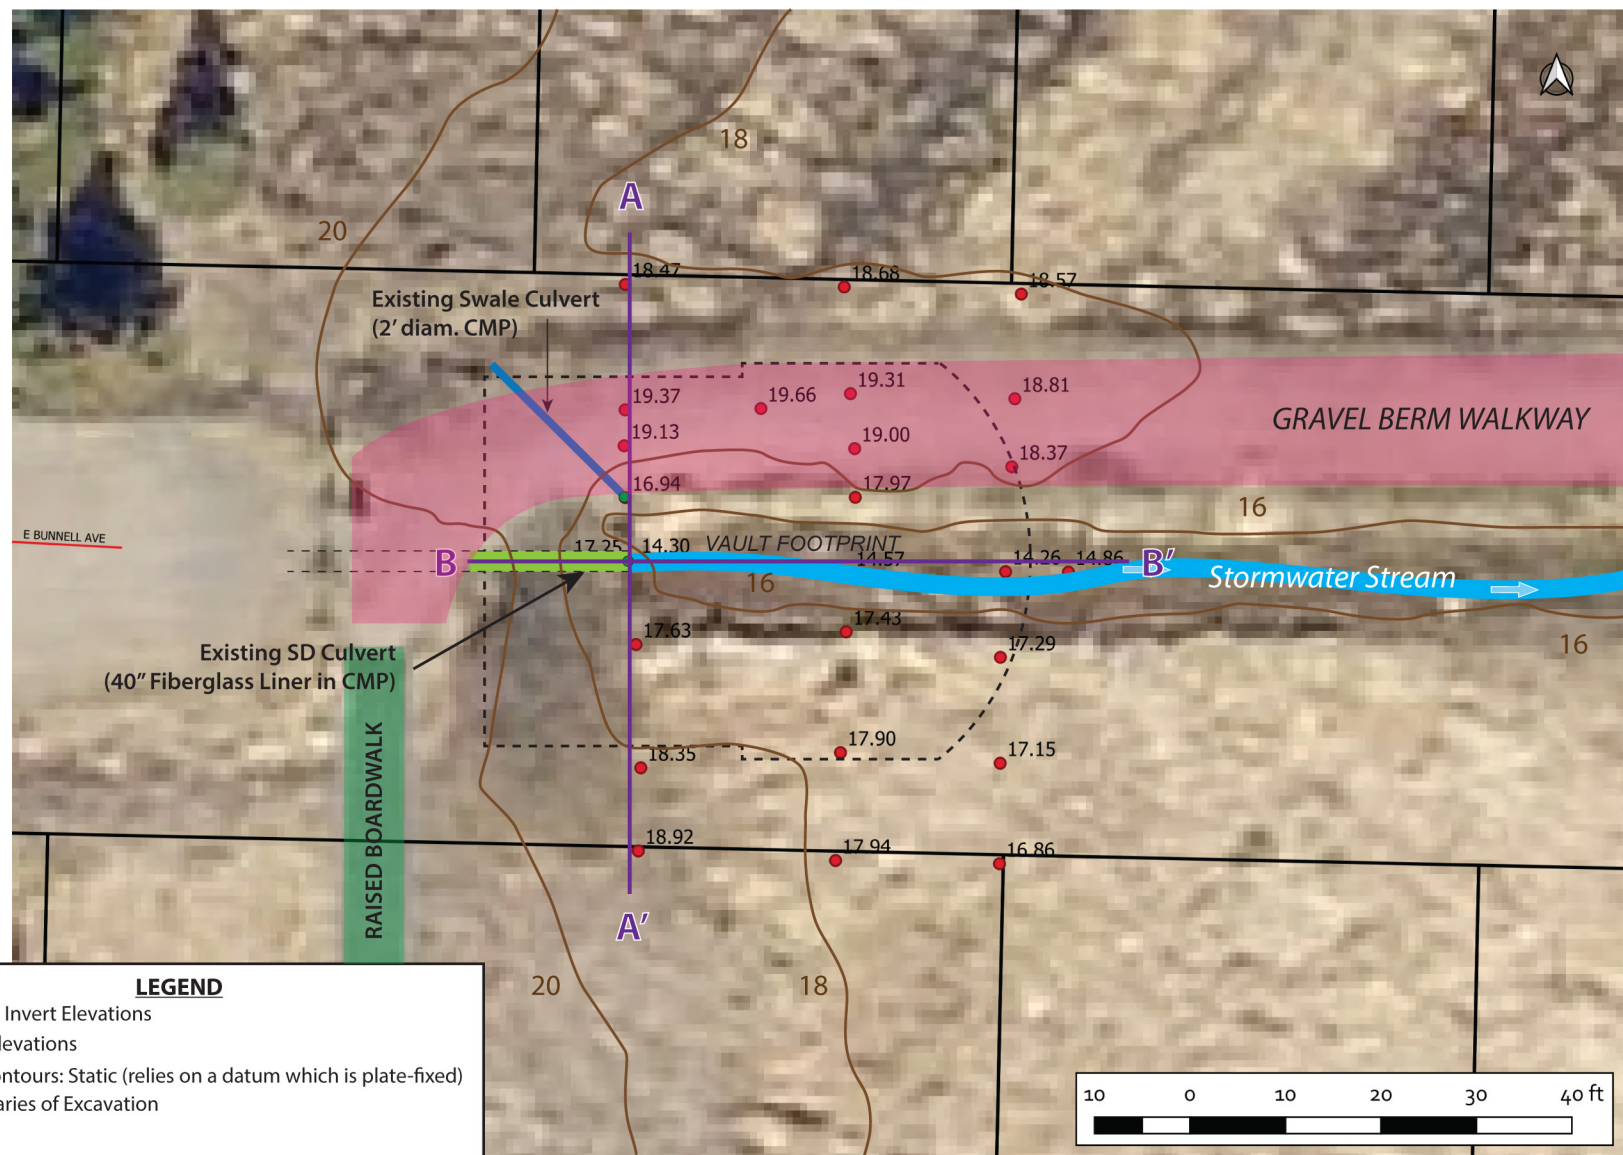 18
A
20
18.47
18.68
18.57
Existing Swale Culvert
(2' diam. CMP)
19.37
19.66
19.31
18.81
GRAVEL BERM WALKWAY
19.13
19.00
18.37
16.94
17.97
16
E BUNNELL AVE
17.25
14.30
VAULT FOOTPRINT
14.57
14.26
14.86
B
B'
16
Stormwater Stream
17.43
17.63
17.29
16
Existing SD Culvert
(40" Fiberglass Liner in CMP)
RAISED BOARDWALK
17.90
17.15
18.35
18.92
17.94
16.86
A'
20
18
LEGEND
Invert Elevations
levations
ntours: Static (relies on a datum which is plate-fixed)
aries of Excavation
10 0 10 20 30 40 ft